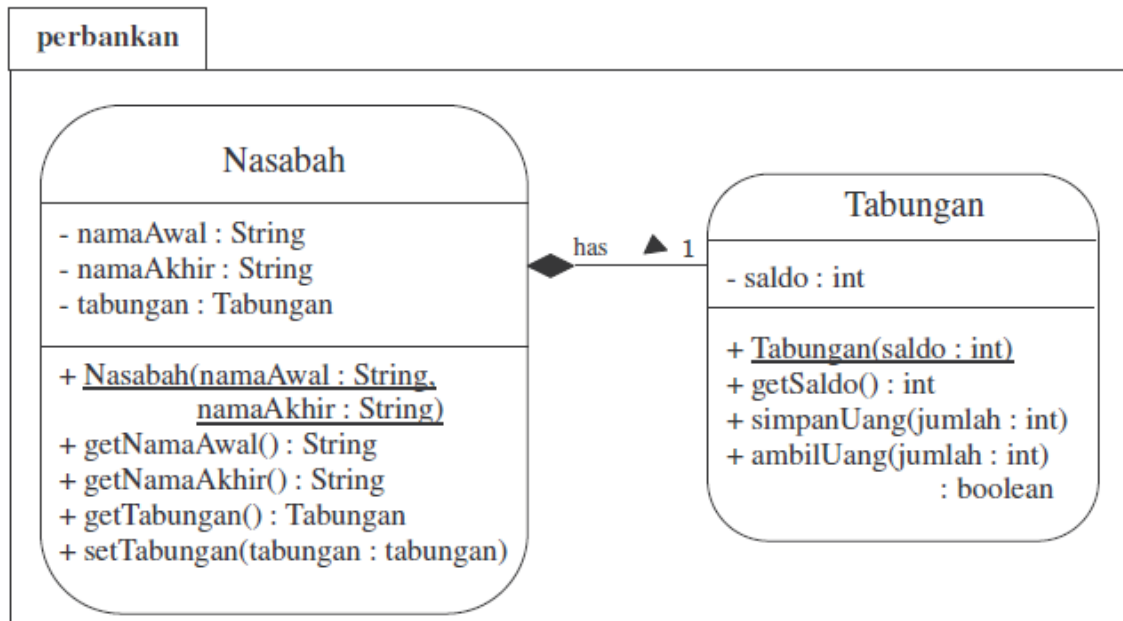 perbankan
Nasabah
- namaAwal : String
- namaAkhir : String
- tabungan : Tabungan
+ Nasabah(namaAwal : String,
namaAkhir : String)
+ getNamaAwal() : String
+ getNamaAkhir() : String
+ getTabungan() : Tabungan
+ setTabungan(tabungan : tabungan)
has
1
Tabungan
- saldo : int
+ Tabungan(saldo : int)
+ getSaldo() : int
+ simpanUang(jumlah : int)
+ ambilUang(jumlah : int)
: boolean